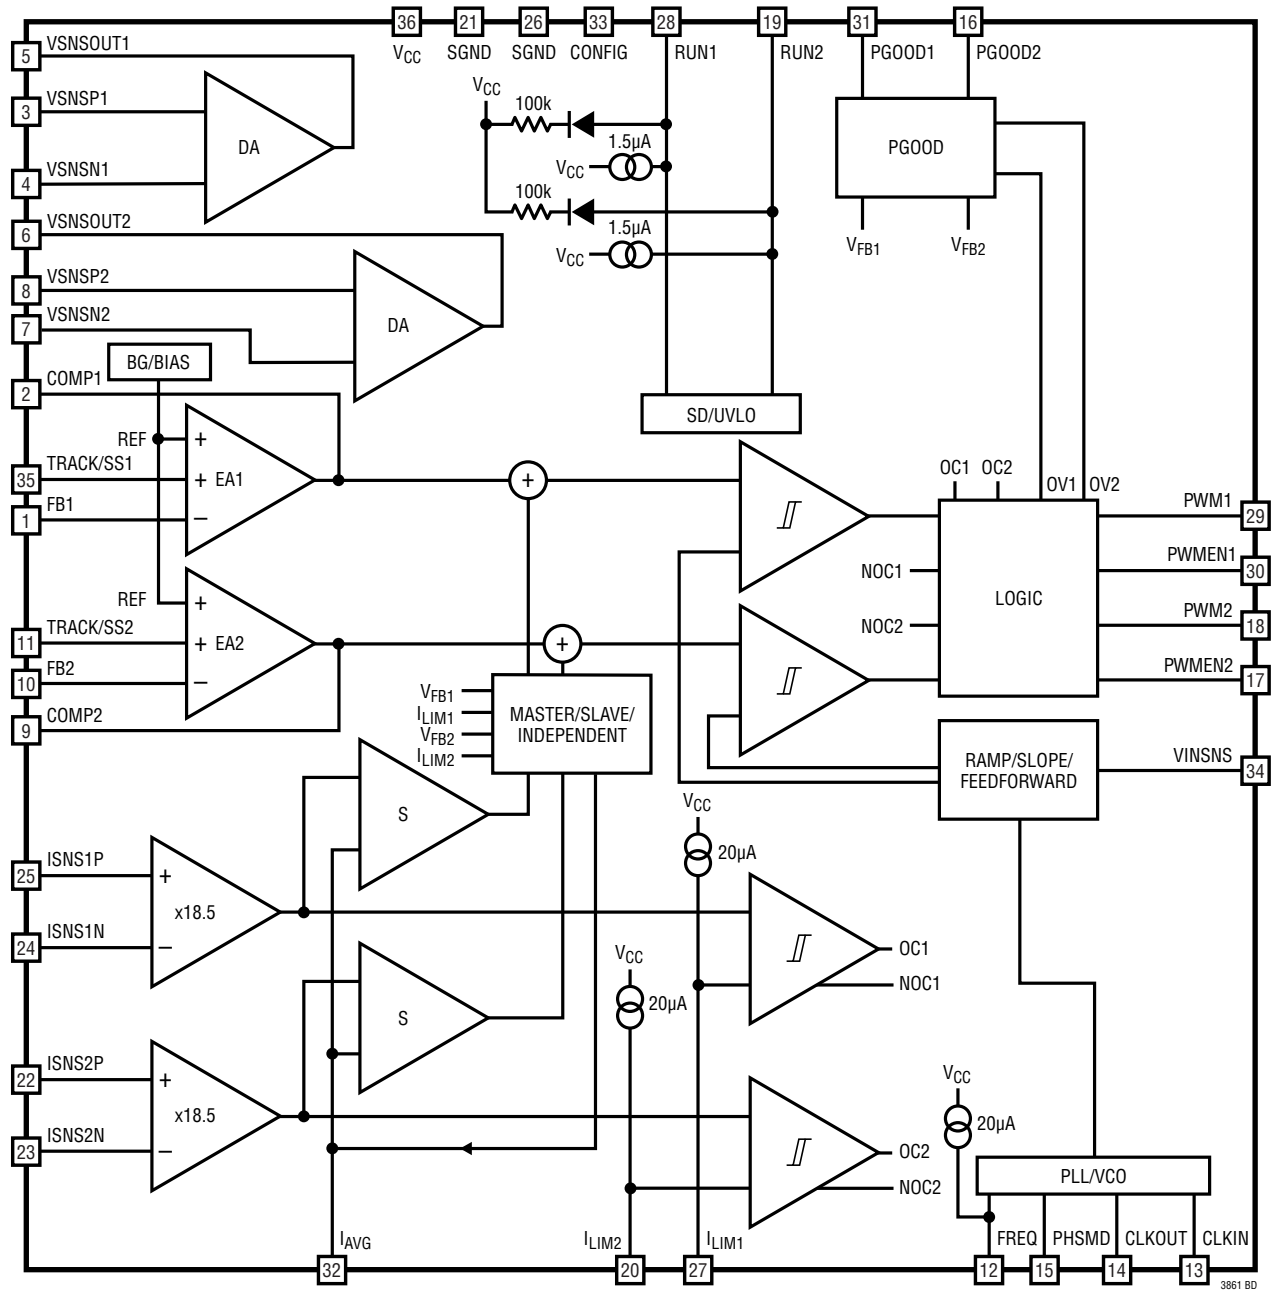 36 21 26 33 28 19 31 16
VCC SGND SGND CONFIG RUN1 RUN2 PGOOD1 PGOOD2
5 VSNSOUT1
3 VSNSP1
DA
4 VSNSN1
6 VSNSOUT2
8 VSNSP2
DA
7 VSNSN2
VCC
100k
1.5µA
VCC
100k
1.5µA
VCC
PGOOD
VFB1 VFB2
BG/BIAS
SD/UVLO
2 COMP1
REF +
35 TRACK/SS1 + EA1
1 FB1 −
+
REF +
11 TRACK/SS2 + EA2
10 FB2 −
9 COMP2
+
OC1 OC2 OV1 OV2
NOC1
NOC2
LOGIC
PWM1 29
PWMEN1 30
PWM2 18
PWMEN2 17
VFB1
ILIM1
VFB2
ILIM2
MASTER/SLAVE/
INDEPENDENT
RAMP/SLOPE/
FEEDFORWARD
VINSNS 34
S
25 ISNS1P +
x18.5
24 ISNS1N −
VCC
20µA
OC1
NOC1
S
VCC
20µA
22 ISNS2P +
x18.5
23 ISNS2N −
OC2
NOC2
VCC
20µA
PLL/VCO
IAVG ILIM2 ILIM1 FREQ PHSMD CLKOUT CLKIN
32 20 27 12 15 14 13
3861 BD